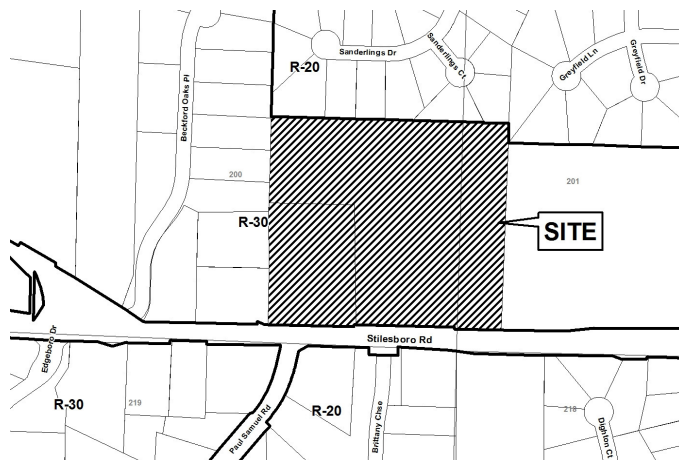 Sanderlings Dr
Sanderlings Ct
Greyfield Ln
Greyfield Dr
R-20
Beckford Oaks Pl
200
201
R-30
SITE
Stilesboro Rd
Edgeboro Dr
R-30
219
Paul Samuel Rd
R-20
Brittany Chse
218
Dighton Ct